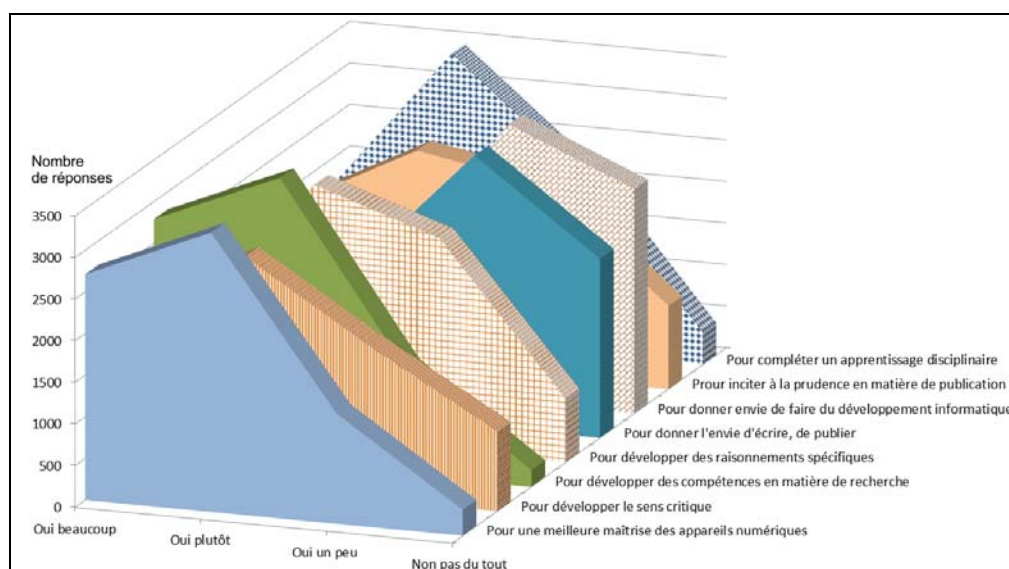 Nombre
de réponses
3500
3000
2500
2000
1500
1000
500
0
Oui beaucoup
Oui plutôt
Oui un peu
Non pas du tout
Pour compléter un apprentissage disciplinaire
Prour inciter à la prudence en matière de publication
Pour donner envie de faire du développement informatique
Pour donner l'envie d'écrire, de publier
Pour développer des raisonnements spécifiques
Pour développer des compétences en matière de recherche
Pour développer le sens critique
Pour une meilleure maîtrise des appareils numériques